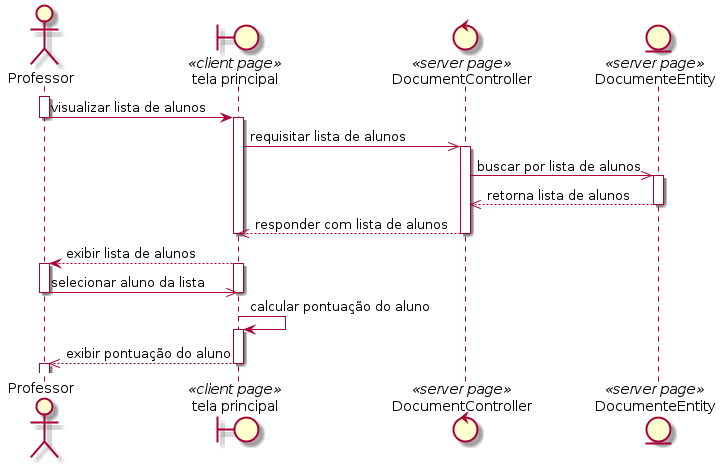 Professor
«client page»
tela principal
«server page»
DocumentController
«server page»
DocumenteEntity
visualizar lista de alunos
requisitar lista de alunos
buscar por lista de alunos
retorna lista de alunos
responder com lista de alunos
exibir lista de alunos
selecionar aluno da lista
calcular pontuação do aluno
exibir pontuação do aluno
Professor
«client page»
tela principal
«server page»
DocumentController
«server page»
DocumenteEntity